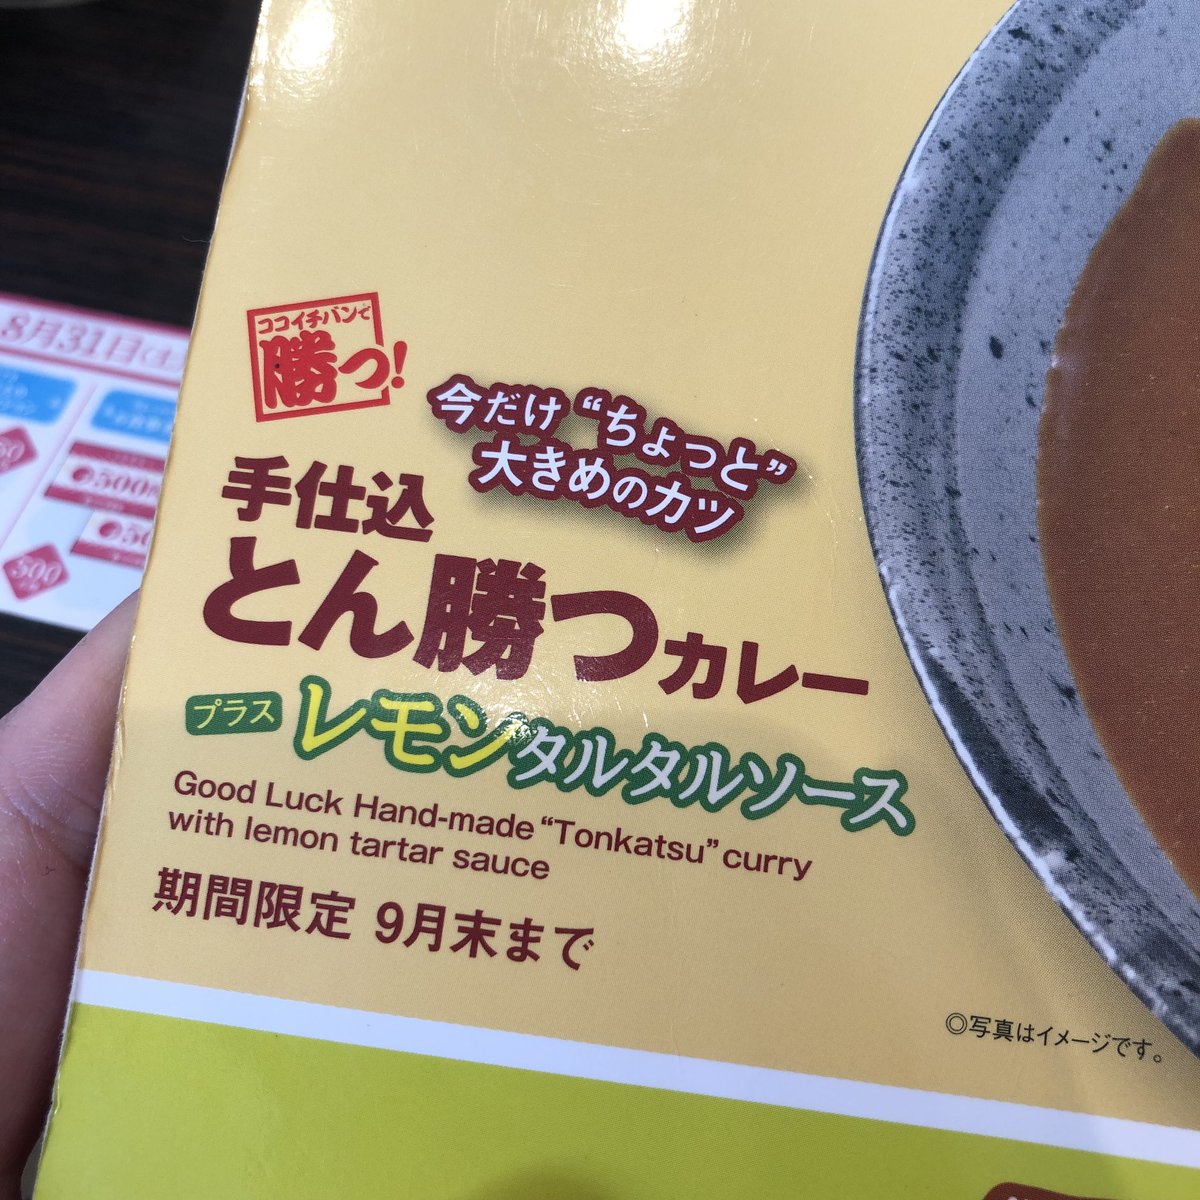 8月31日
500
500
ココイチバンで
勝つ!
今だけ“ちょっと”
大きめのカツ
手仕込
とん勝つカレー
プラス レモンタルタルソース
Good Luck Hand-made “Tonkatsu” curry
with lemon tartar sauce
期間限定 9月末まで
◎写真はイメージです。